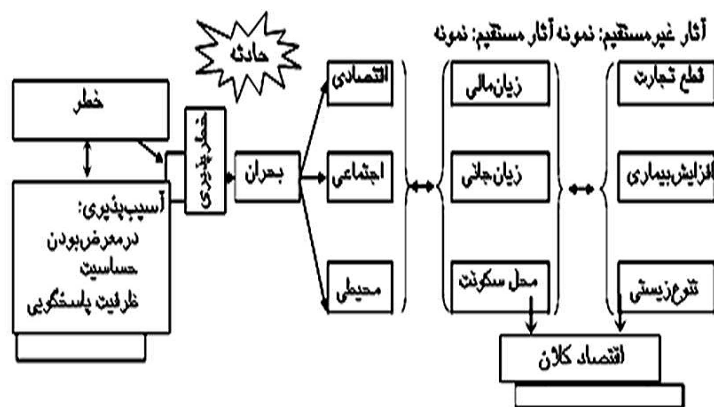 آثار غیرمستقیم: نمونه
آثار مستقیم: نمونه
حادثه
خطر
خطرپذیری
آسیب‌پذیری:
درمعرض‌بودن
حساسیت
ظرفیت پاسخگویی
بحران
اقتصادی
اجتماعی
محیطی
زیان‌مالی
زیان‌جانی
محل سکونت
قطع تجارت
افزایش‌بیماری
تنوع‌زیستی
اقتصاد کلان